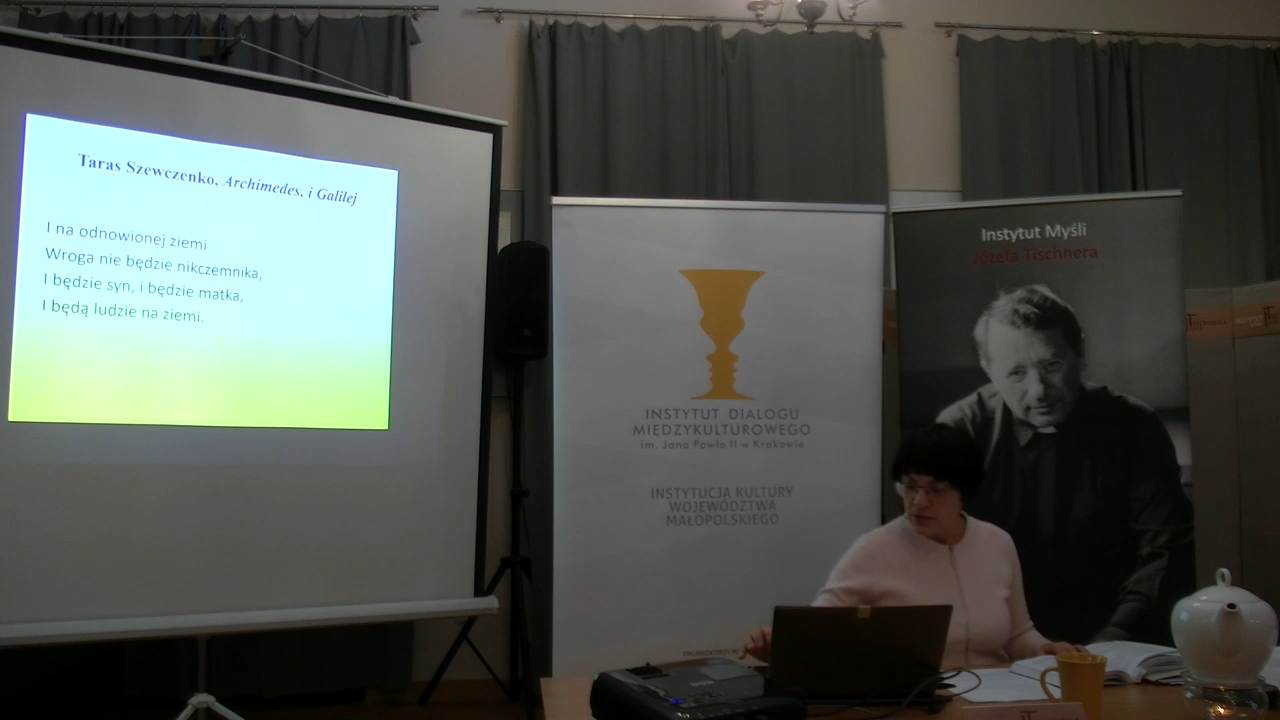 Taras Szewczenko, Archimedes, i Galilej
I na odnowionej ziemi
Wroga nie będzie nikczemnika,
I będzie syn, i będzie matka,
I będą ludzie na ziemi.
INSTYTUT DIALOGU
MIĘDZYKULTUROWEGO
im. Jana Pawła II w Krakowie
INSTYTUCJA KULTURY
WOJEWÓDZTWA
MAŁOPOLSKIEGO
Instytut Myśli
Józefa Tischnera